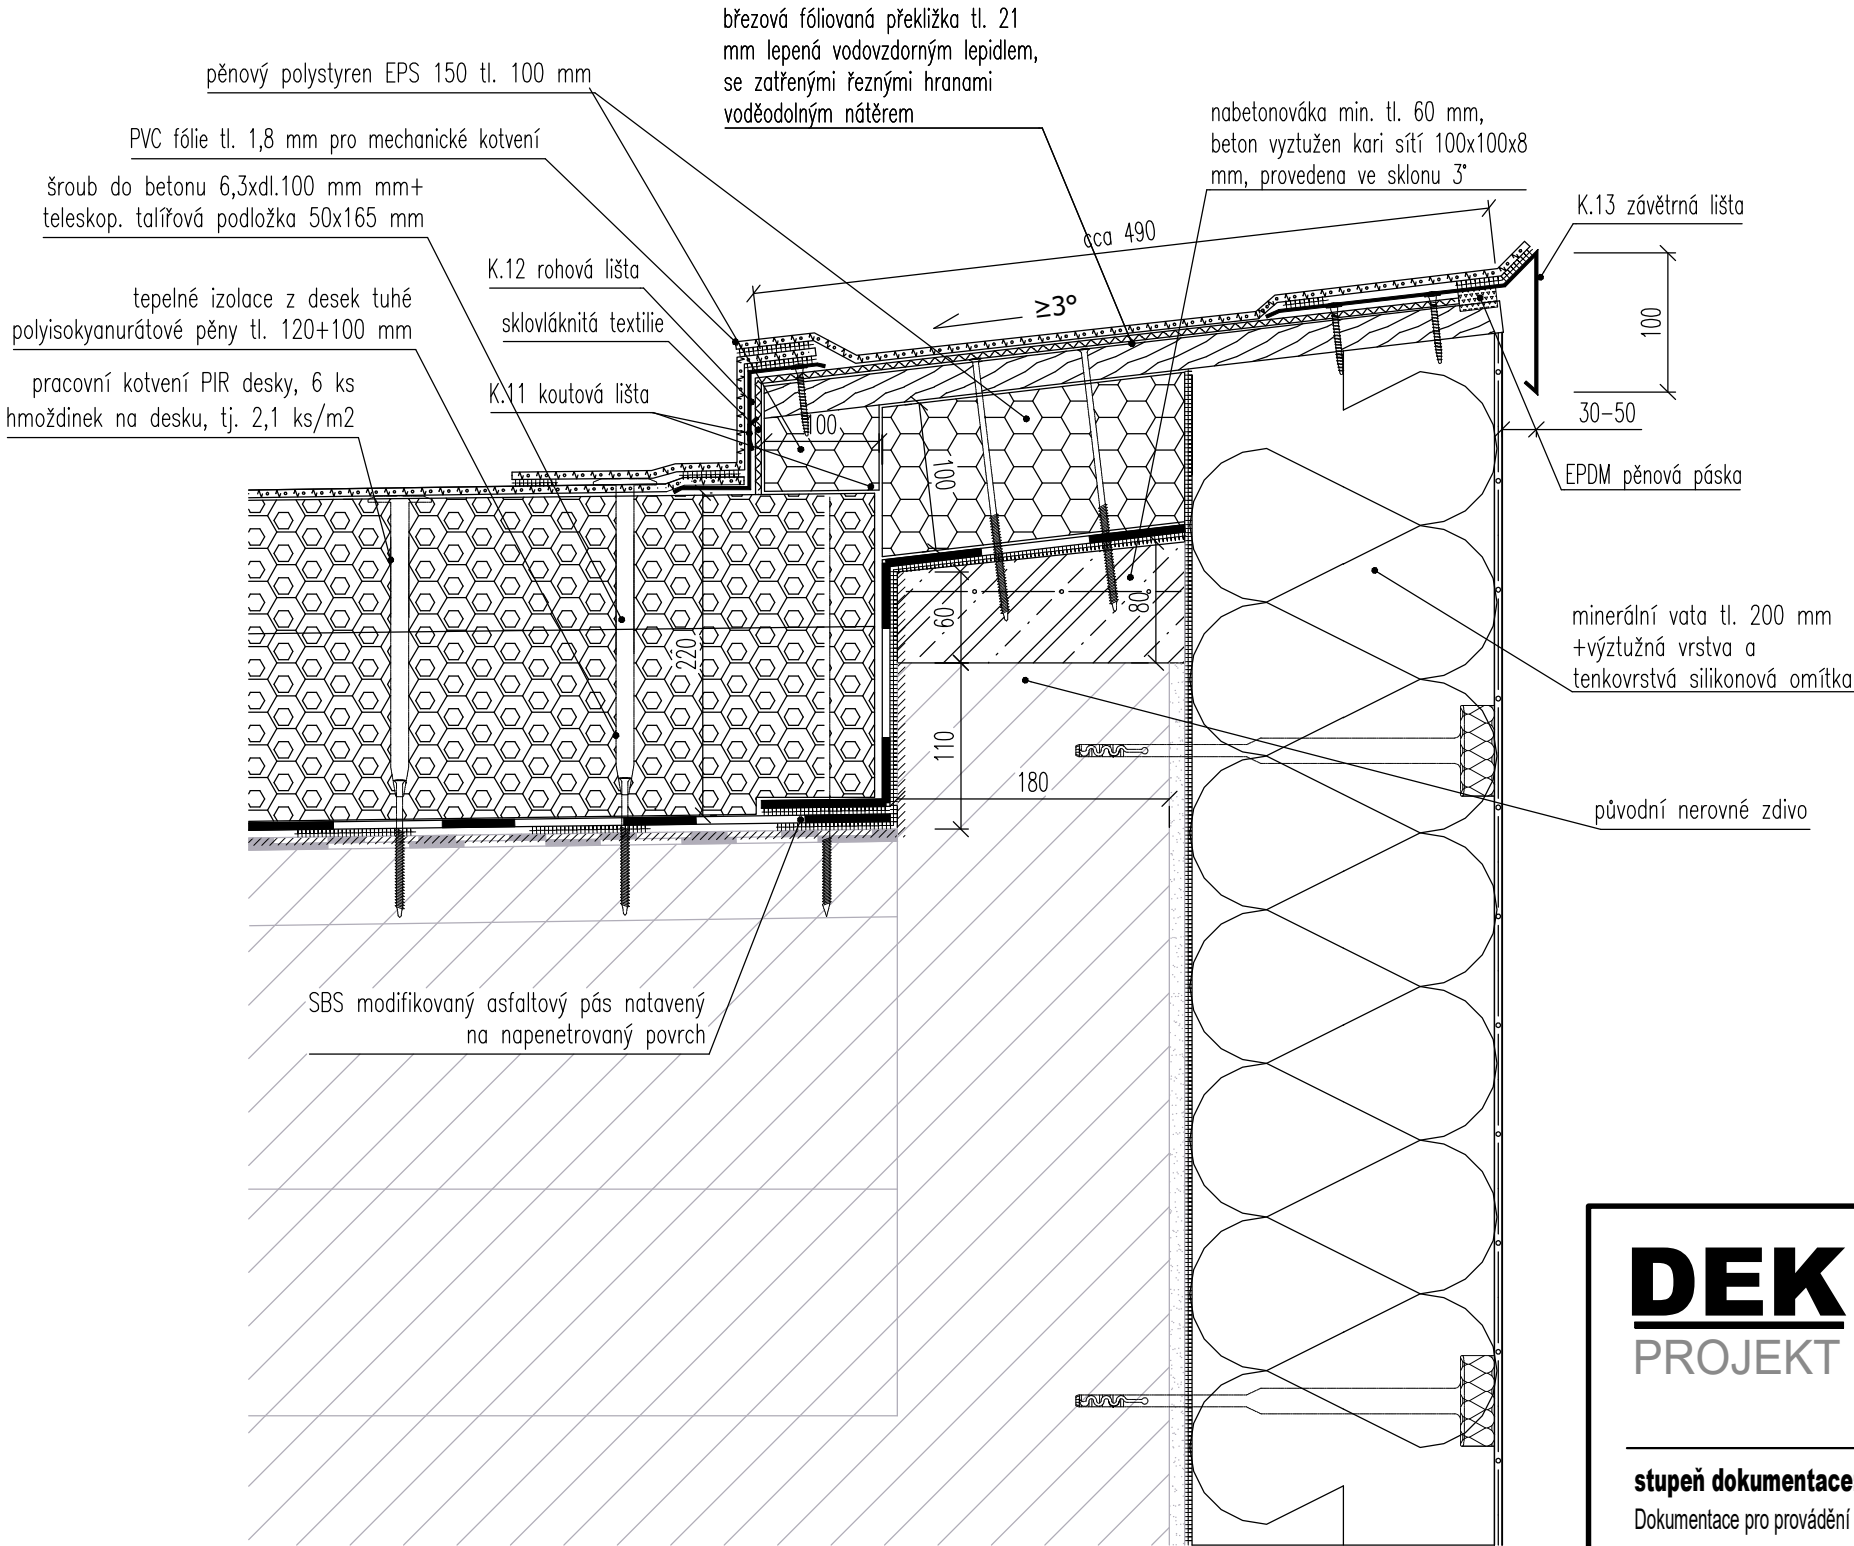 březová fóliovaná překližka tl. 21
mm lepená vodovzdorným lepidlem,
se zatřenými řeznými hranami
voděodolným nátěrem
pěnový polystyren EPS 150 tl. 100 mm
PVC fólie tl. 1,8 mm pro mechanické kotvení
šroub do betonu 6,3xdl.100 mm mm+
teleskop. talířová podložka 50x165 mm
K.12 rohová lišta
tepelné izolace z desek tuhé
polyisokyanurátové pěny tl. 120+100 mm
sklovláknitá textilie
pracovní kotvení PIR desky, 6 ks
hmoždinek na desku, tj. 2,1 ks/m2
K.11 koutová lišta
nabetonováka min. tl. 60 mm,
beton vyztužen kari sítí 100x100x8
mm, provedena ve sklonu 3°
K.13 závětrná lišta
cca 490
≥3°
100
30-50
EPDM pěnová páska
100
100
60
80
220
110
180
minerální vata tl. 200 mm
+výztužná vrstva a
tenkovrstvá silikonová omítka
původní nerovné zdivo
SBS modifikovaný asfaltový pás natavený
na napenetrovaný povrch
DEK
PROJEKT
stupeň dokumentace
Dokumentace pro provádění